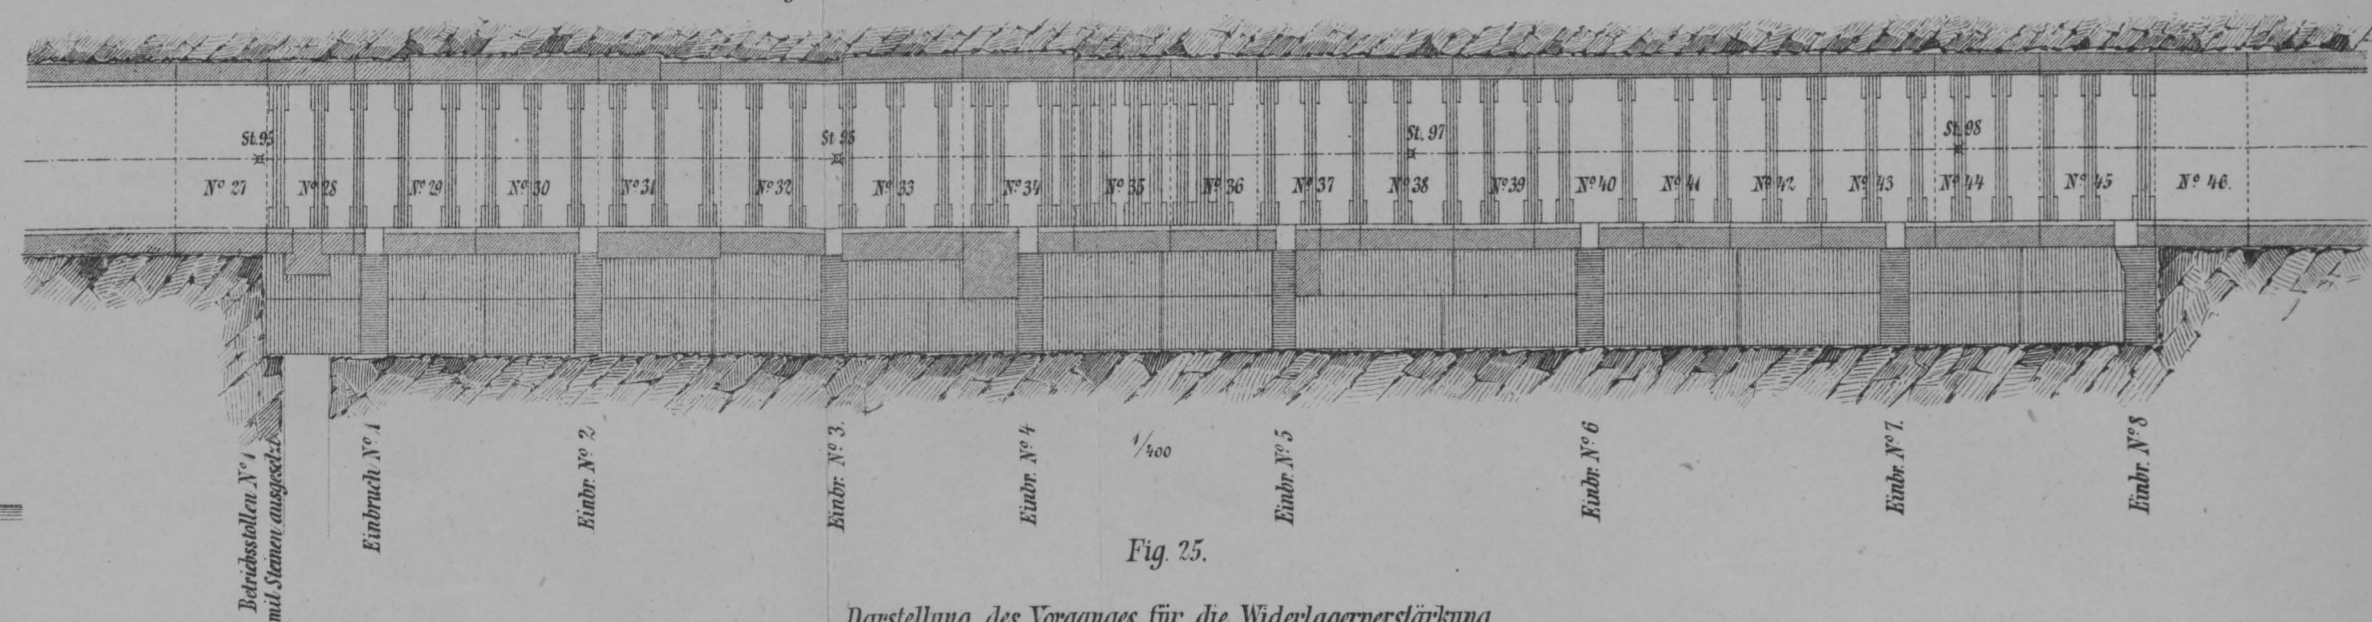 St. 95
St. 96
St. 97
St. 98
Nº 27
Nº 28
Nº 29
Nº 30
Nº 31
Nº 32
Nº 33
Nº 34
Nº 35
Nº 36
Nº 37
Nº 38
Nº 39
Nº 40
Nº 41
Nº 42
Nº 43
Nº 44
Nº 45
Nº 46.
Betriebsstollen Nº 1
mit Steinen ausgesetzt
Einbruch Nº 1
Einbr. Nº 2
Einbr. Nº 3.
Einbr. Nº 4
1/400
Einbr. Nº 5
Einbr. Nº 6
Einbr. Nº 7.
Einbr. Nº 8
Fig. 25.
Darstellung des Vorganges für die Widerlagerverstärkung